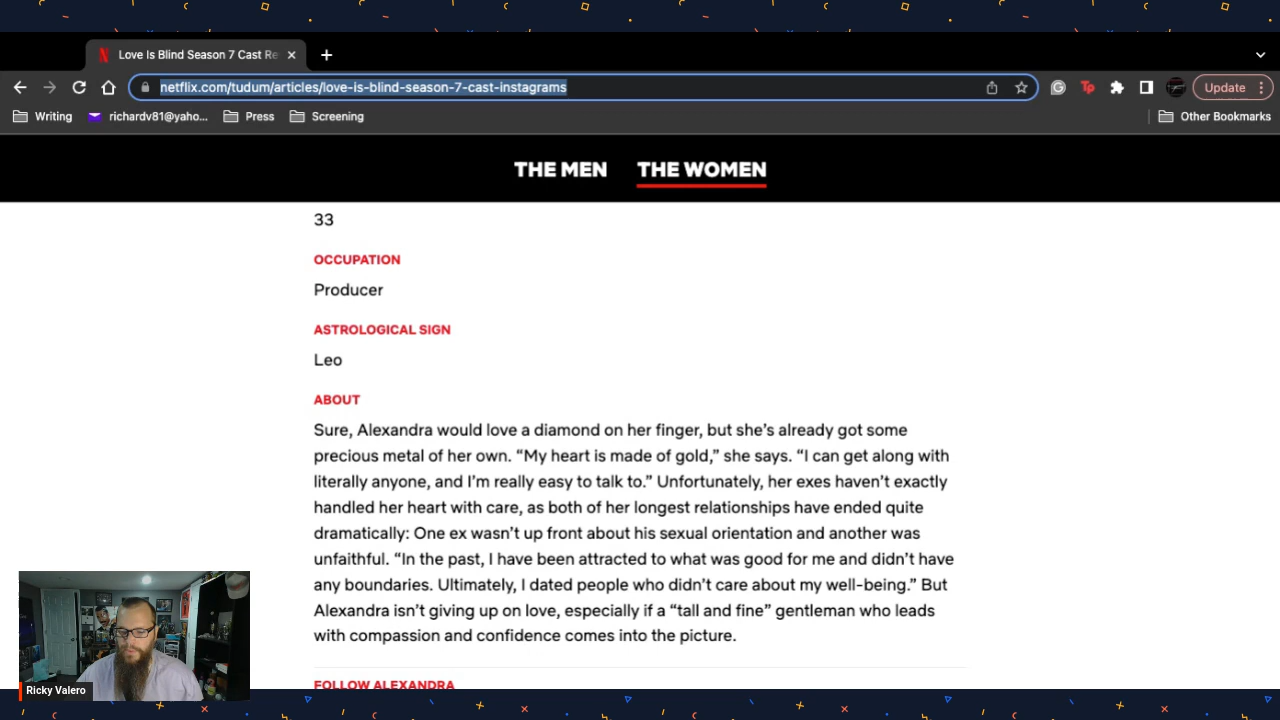 Love Is Blind Season 7 Cast Re
netflix.com/tudum/articles/love-is-blind-season-7-cast-instagrams
Tp
Update
Writing
richardv81@yaho...
Press
Screening
Other Bookmarks
THE MEN THE WOMEN
33
OCCUPATION
Producer
ASTROLOGICAL SIGN
Leo
ABOUT
Sure, Alexandra would love a diamond on her finger, but she’s already got some
precious metal of her own. “My heart is made of gold,” she says. “I can get along with
literally anyone, and I’m really easy to talk to.” Unfortunately, her exes haven’t exactly
handled her heart with care, as both of her longest relationships have ended quite
dramatically: One ex wasn’t up front about his sexual orientation and another was
unfaithful. “In the past, I have been attracted to what was good for me and didn’t have
any boundaries. Ultimately, I dated people who didn’t care about my well-being.” But
Alexandra isn’t giving up on love, especially if a “tall and fine” gentleman who leads
with compassion and confidence comes into the picture.
FOLLOW ALEXANDRA
Ricky Valero